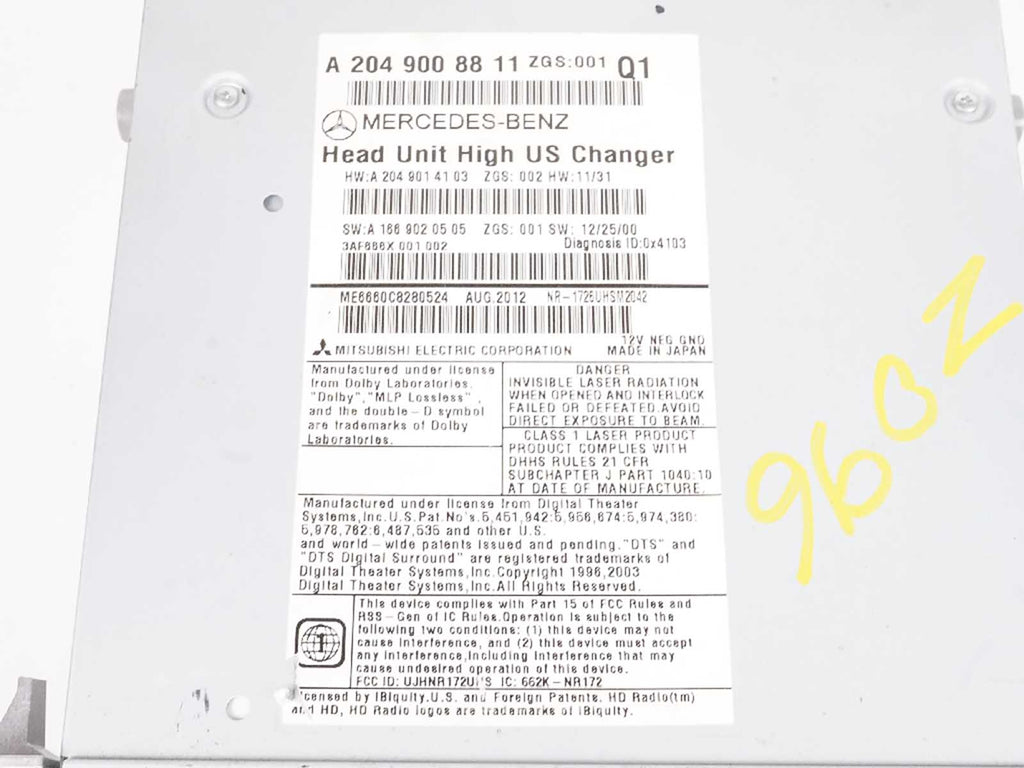 A 204 900 88 11 ZGS:001 Q1
MERCEDES-BENZ
Head Unit High US Changer
HW:A 204 901 41 03 ZGS: 002 HW:11/31
SW:A 166 902 05 05 ZGS: 001 SW: 12/25/00
3AF666X 001 002 Diagnosis ID:0x4103
ME6660C8280524 AUG.2012 NR-1726UHSM2042
12V NEG GND
MITSUBISHI ELECTRIC CORPORATION MADE IN JAPAN
Manufactured under license
from Dolby Laboratories.
"Dolby","MLP Lossless",
and the double-D symbol
are trademarks of Dolby
Laboratories.
DANGER
INVISIBLE LASER RADIATION
WHEN OPENED AND INTERLOCK
FAILED OR DEFEATED.AVOID
DIRECT EXPOSURE TO BEAM.
CLASS 1 LASER PRODUCT
PRODUCT COMPLIES WITH
DHHS RULES 21 CFR
SUBCHAPTER J PART 1040:10
AT DATE OF MANUFACTURE.
Manufactured under license from Digital Theater
Systems,Inc.U.S.Pat.No's.5,451,942:5,956,674:5,974,380:
5,978,762:6,487,535 and other U.S.
and world-wide patents issued and pending."DTS" and
"DTS Digital Surround" are registered trademarks of
Digital Theater Systems,Inc.Copyright 1996,2003
Digital Theater Systems,Inc.All Rights Reserved.
1
This device complies with Part 15 of FCC Rules and
RSS-Gen of IC Rules.Operation is subject to the
following two conditions: (1) this device may not
cause interference, and (2) this device must accept
any interference,including interference that may
cause undesired operation of this device.
FCC ID: IC: 662K-NR172
by iBiquity.U.S. and Foreign Patents. HD Radio(tm)
and HD, HD Radio logos are trademarks of iBiquity.
960Z